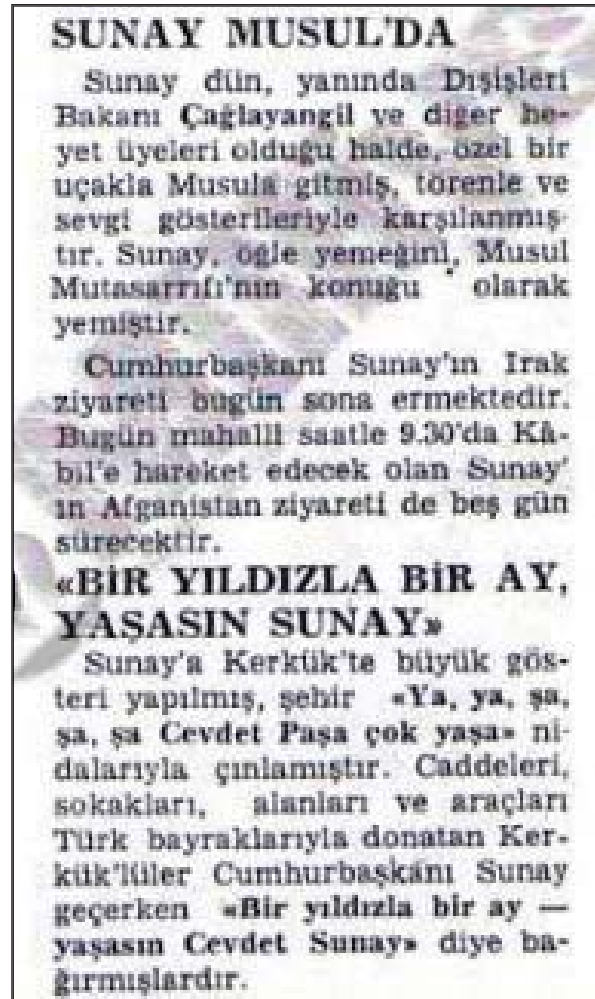 SUNAY MUSUL'DA
Sunay dün, yanında Dışişleri
Bakanı Çağlayangil ve diğer he-
yet üyeleri olduğu halde, özel bir
uçakla Musula gitmiş, törenle ve
sevgi gösterileriyle karşılanmış-
tır. Sunay, öğle yemeğini, Musul
Mutasarrıfı'nın konuğu olarak
yemiştir.
Cumhurbaşkanı Sunay'ın Irak
ziyareti bugün sona ermektedir.
Bugün mahallî saatle 9.30'da Kâ-
bil'e hareket edecek olan Sunay'
ın Afganistan ziyareti de beş gün
sürecektir.
«BİR YILDIZLA BİR AY,
YAŞASIN SUNAY»
Sunay'a Kerkük'te büyük gös-
teri yapılmış, şehir «Ya, ya, şa,
şa, şa Cevdet Paşa çok yaşa» ni-
dalarıyla çınlamıştır. Caddeleri,
sokakları, alanları ve araçları
Türk bayraklarıyla donatan Ker-
kük'lüler Cumhurbaşkanı Sunay
geçerken «Bir yıldızla bir ay —
yaşasın Cevdet Sunay» diye ba-
ğırmışlardır.